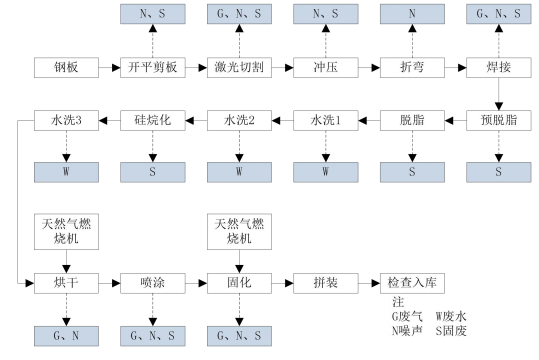 N、S
G、N、S
N、S
N
G、N、S
钢板
开平剪板
激光切割
冲压
折弯
焊接
水洗3
硅烷化
水洗2
水洗1
脱脂
预脱脂
W
S
W
W
S
S
天然气燃
烧机
天然气燃
烧机
烘干
喷涂
固化
拼装
检查入库
G、N
G、N、S
G、N、S
注
G废气 W废水
N噪声 S固废